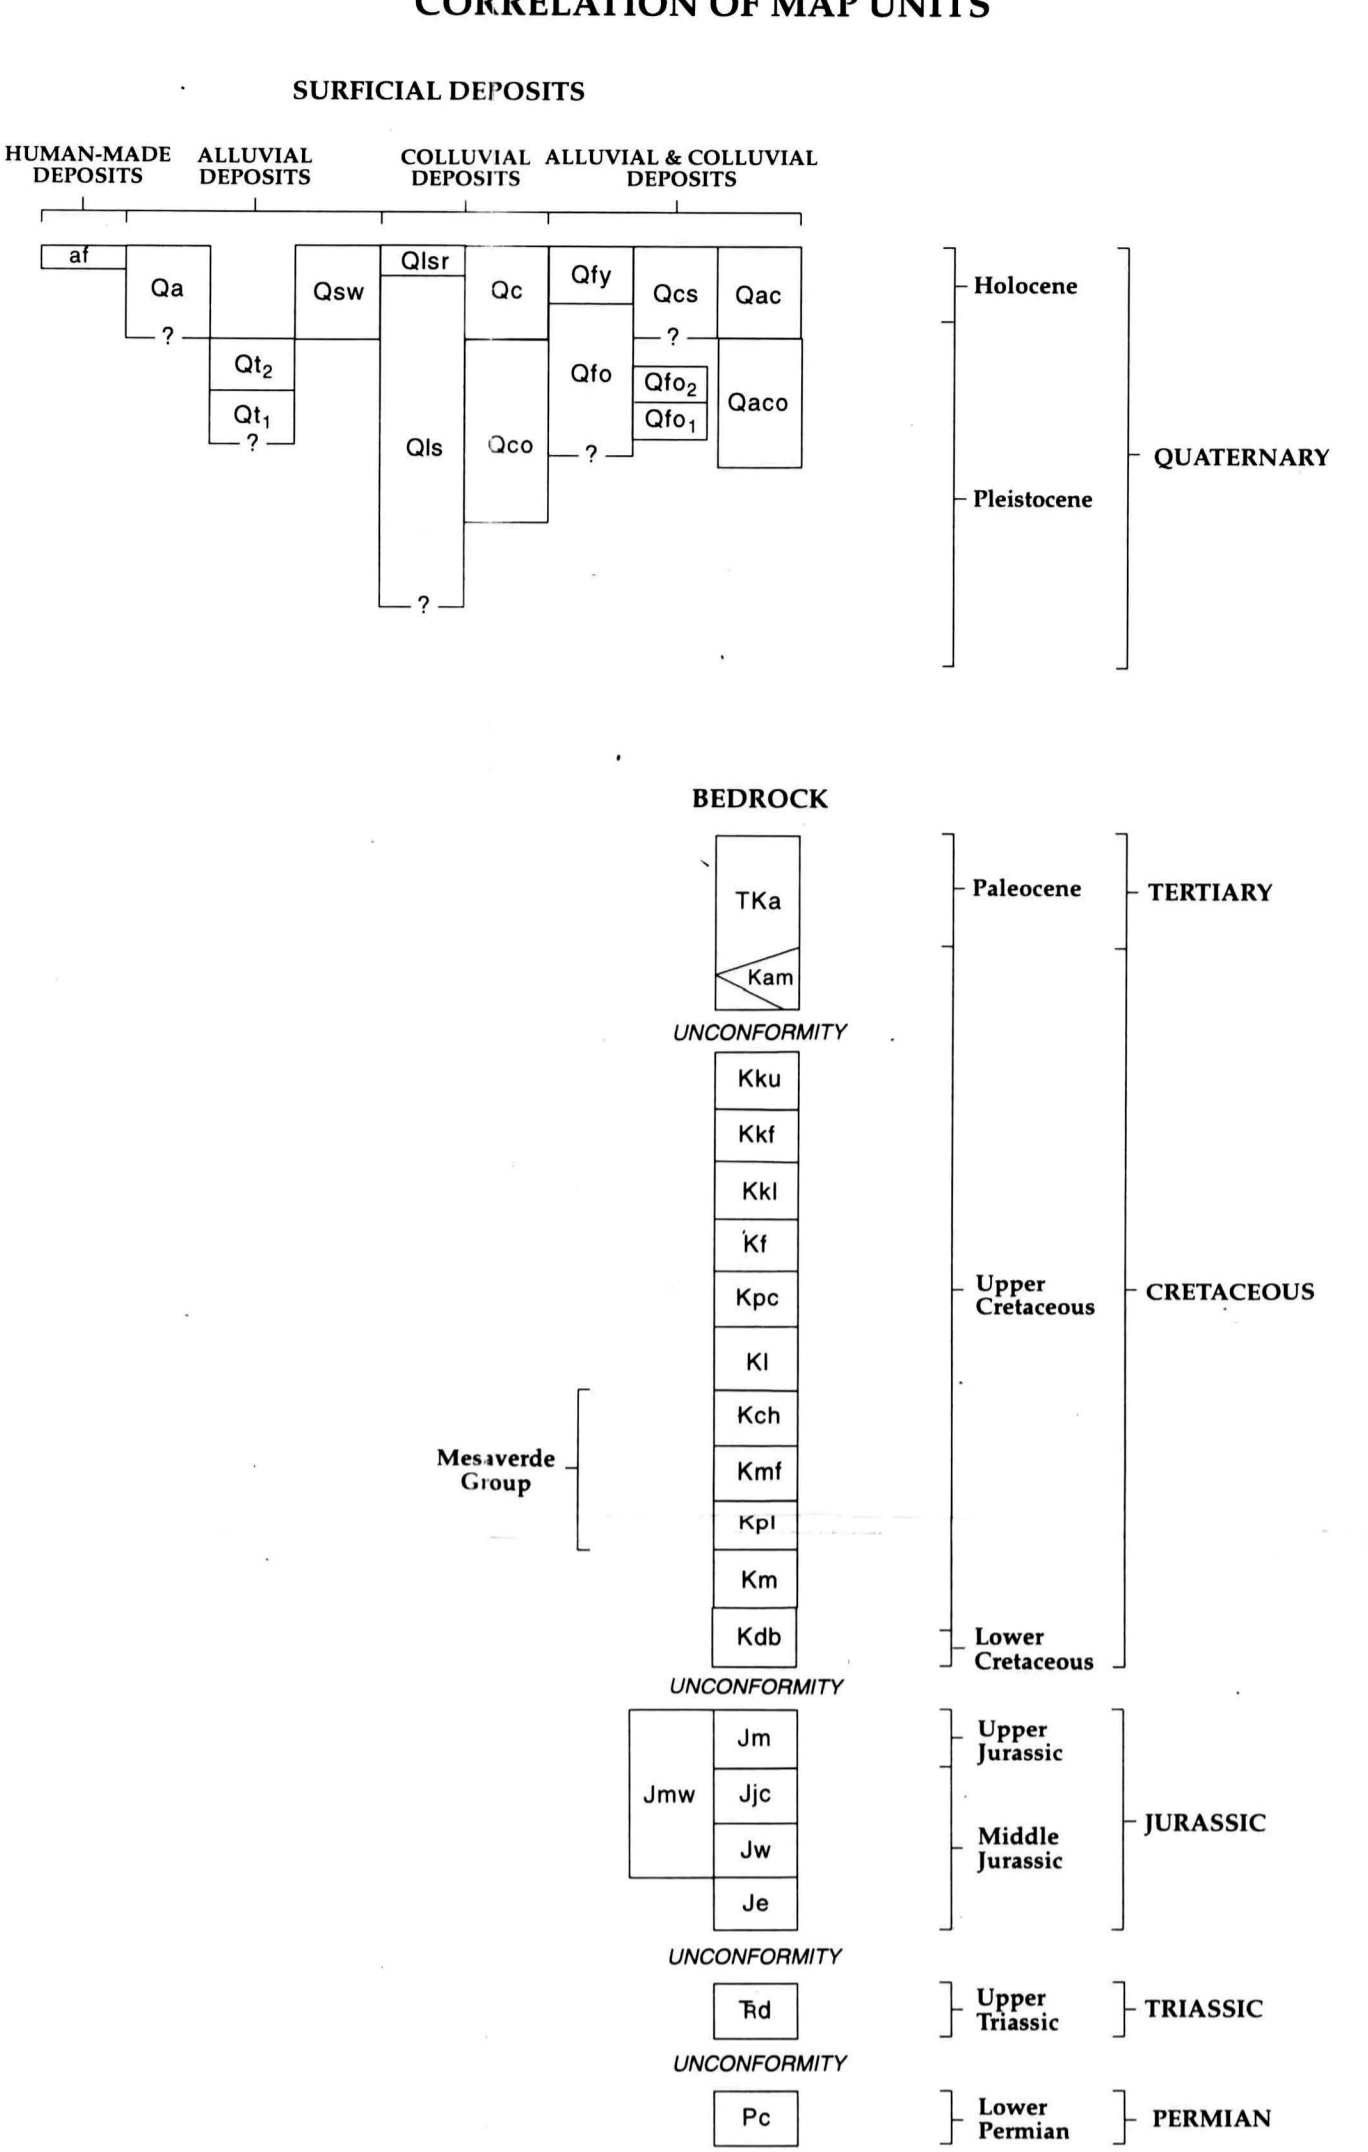 CORRELATION OF MAP UNITS
SURFICIAL DEPOSITS
HUMAN-MADE
DEPOSITS
ALLUVIAL
DEPOSITS
COLLUVIAL
DEPOSITS
ALLUVIAL & COLLUVIAL
DEPOSITS
af
Qa
?
Qt2
Qt1
?
Qsw
Qlsr
Qls
?
Qc
Qco
Qfy
Qfo
?
Qcs
?
Qfo2
Qfo1
Qac
Qaco
Holocene
Pleistocene
QUATERNARY
BEDROCK
TKa
Kam
Paleocene
TERTIARY
UNCONFORMITY
Kku
Kkf
Kkl
Kf
Kpc
Kl
Kch
Kmf
Kpl
Km
Kdb
Mesaverde
Group
Upper
Cretaceous
CRETACEOUS
Lower
Cretaceous
UNCONFORMITY
Jmw
Jm
Jjc
Jw
Je
Upper
Jurassic
Middle
Jurassic
JURASSIC
UNCONFORMITY
Ꞧd
Upper
Triassic
TRIASSIC
UNCONFORMITY
Pc
Lower
Permian
PERMIAN